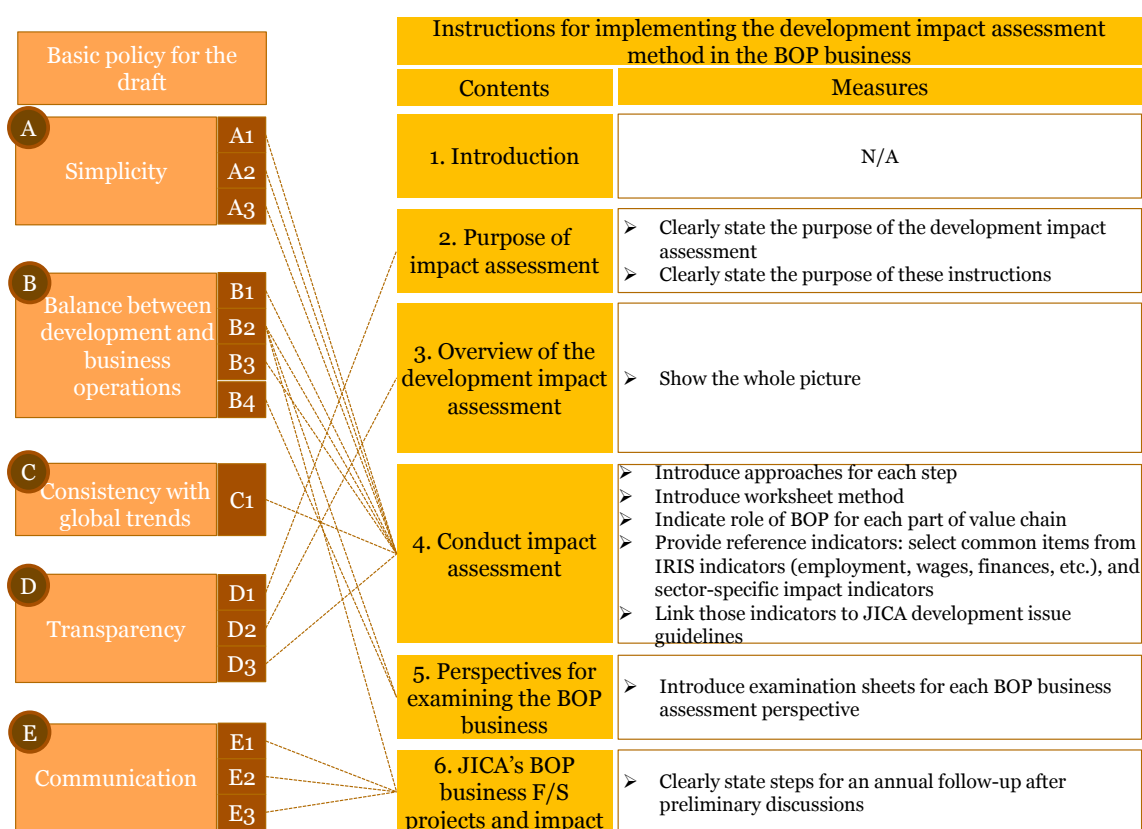 Basic policy for the
draft
A
Simplicity
A1
A2
A3
B
Balance between
development and
business
operations
B1
B2
B3
B4
C
Consistency with
global trends
C1
D
Transparency
D1
D2
D3
E
Communication
E1
E2
E3
Instructions for implementing the development impact assessment
method in the BOP business
Contents
Measures
1. Introduction
N/A
2. Purpose of
impact assessment
➢ Clearly state the purpose of the development impact
assessment
➢ Clearly state the purpose of these instructions
3. Overview of the
development impact
assessment
➢ Show the whole picture
4. Conduct impact
assessment
➢ Introduce approaches for each step
➢ Introduce worksheet method
➢ Indicate role of BOP for each part of value chain
➢ Provide reference indicators: select common items from
IRIS indicators (employment, wages, finances, etc.), and
sector-specific impact indicators
➢ Link those indicators to JICA development issue
guidelines
5. Perspectives for
examining the BOP
business
➢ Introduce examination sheets for each BOP business
assessment perspective
6. JICA’s BOP
business F/S
projects and impact
➢ Clearly state steps for an annual follow-up after
preliminary discussions